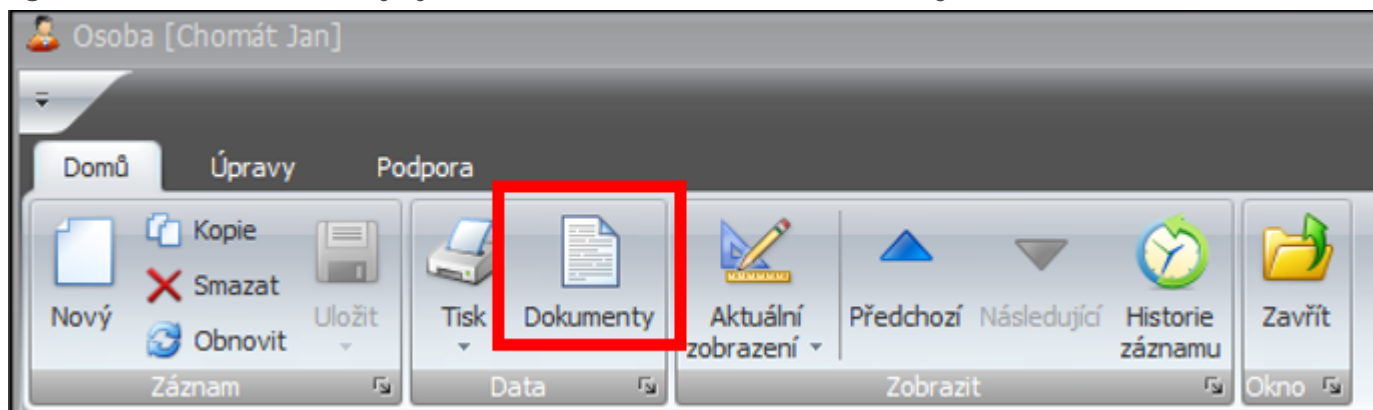 Osoba [Chomát Jan]
Domů Úpravy Podpora
Nový
Kopie
Smazat
Obnovit
Uložit
Záznam
Tisk
Dokumenty
Data
Aktuální
zobrazení
Předchozí
Následující
Historie
záznamu
Zobrazit
Zavřít
Okno